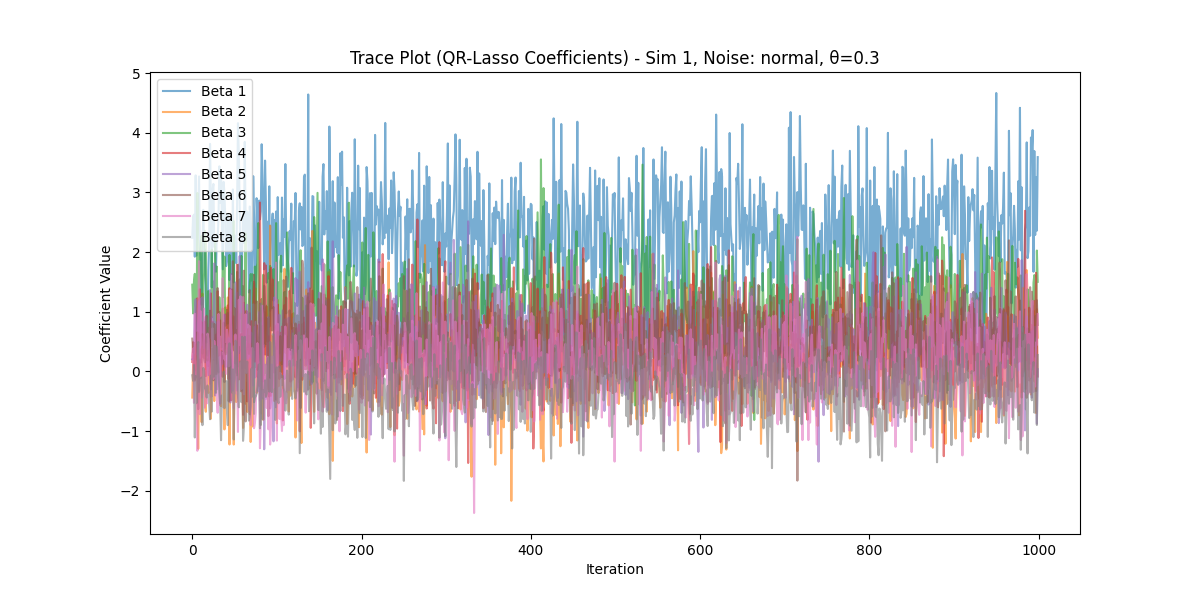 Trace Plot (QR-Lasso Coefficients) - Sim 1, Noise: normal, θ=0.3
5
4
3
2
1
0
−1
−2
Coefficient Value
Beta 1
Beta 2
Beta 3
Beta 4
Beta 5
Beta 6
Beta 7
Beta 8
0
200
400
600
800
1000
Iteration